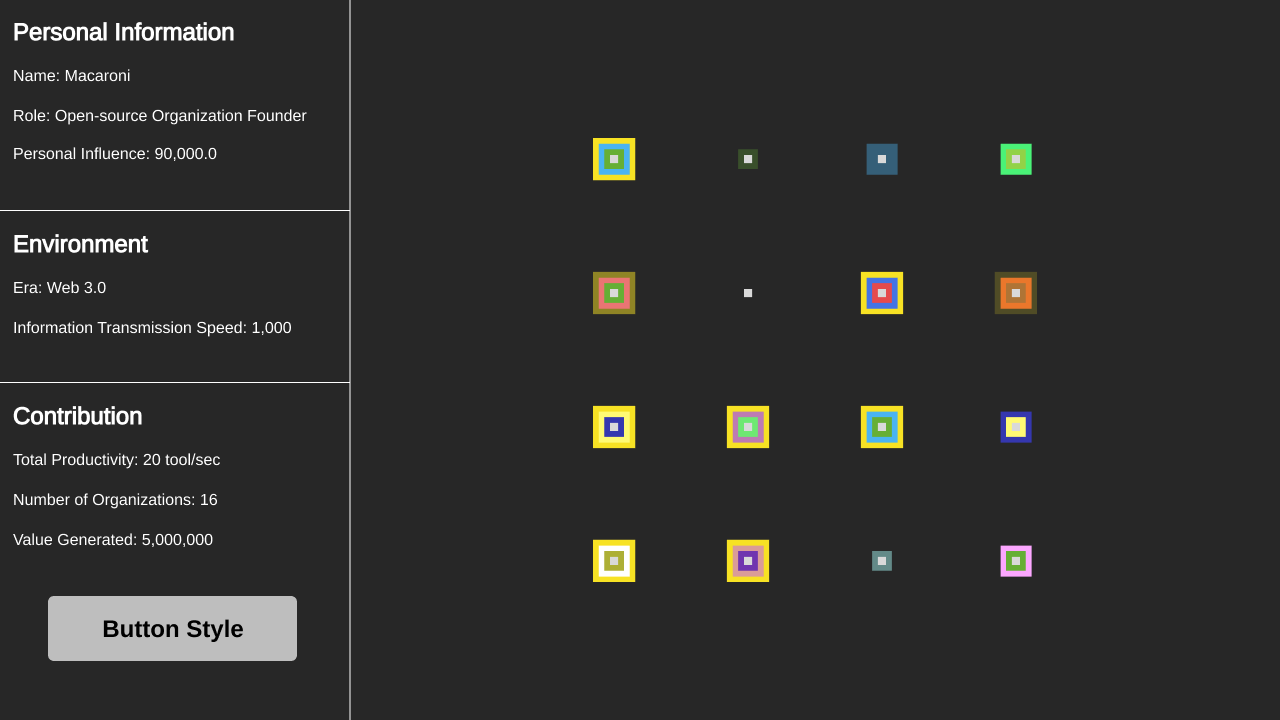 Personal Information
Name: Macaroni
Role: Open-source Organization Founder
Personal Influence: 90,000.0
Environment
Era: Web 3.0
Information Transmission Speed: 1,000
Contribution
Total Productivity: 20 tool/sec
Number of Organizations: 16
Value Generated: 5,000,000
Button Style